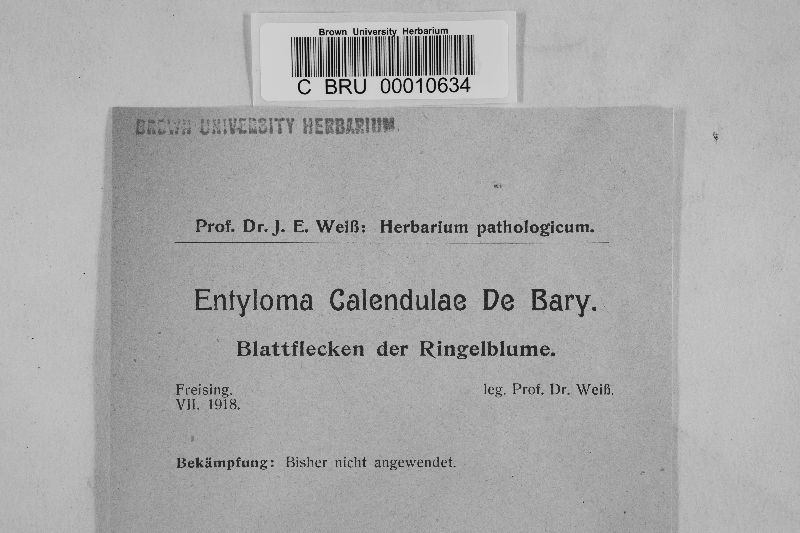 Brown University Herbarium
C BRU 00010634
BROWN UNIVERSITY HERBARIUM
Prof. Dr. J. E. Weiß: Herbarium pathologicum.
Entyloma Calendulae De Bary.
Blattflecken der Ringelblume.
Freising. leg. Prof. Dr. Weiß.
VII. 1918.
Bekämpfung: Bisher nicht angewendet.